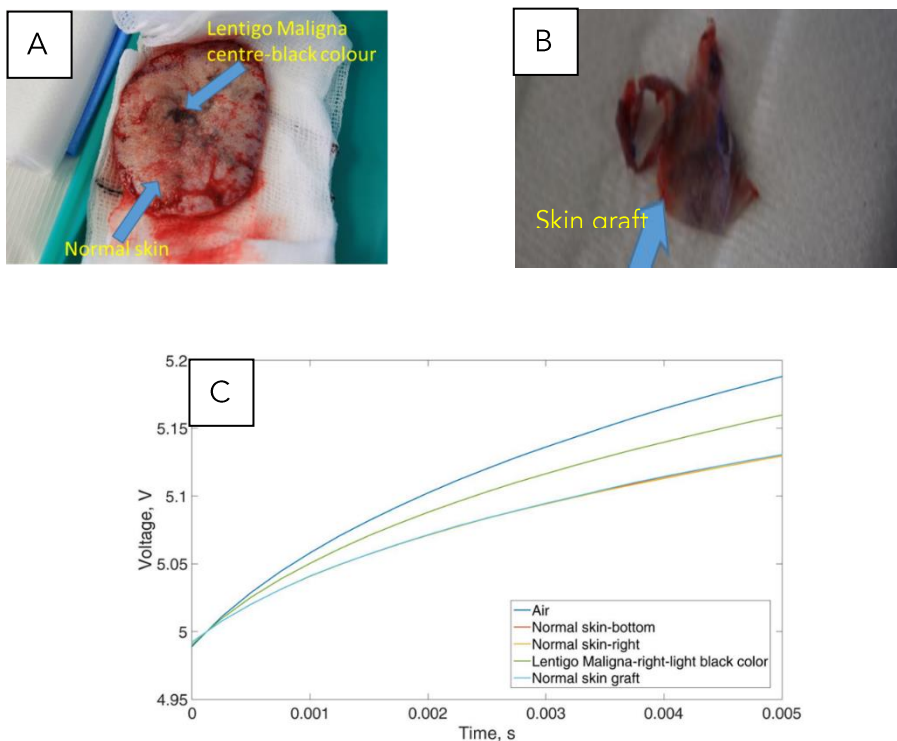 A
Lentigo Maligna
centre-black colour
Normal skin
B
Skin graft
C
5.2
5.15
5.1
5.05
5
4.95
Voltage, V
0
0.001
0.002
0.003
0.004
0.005
Time, s
Air
Normal skin-bottom
Normal skin-right
Lentigo Maligna-right-light black color
Normal skin graft